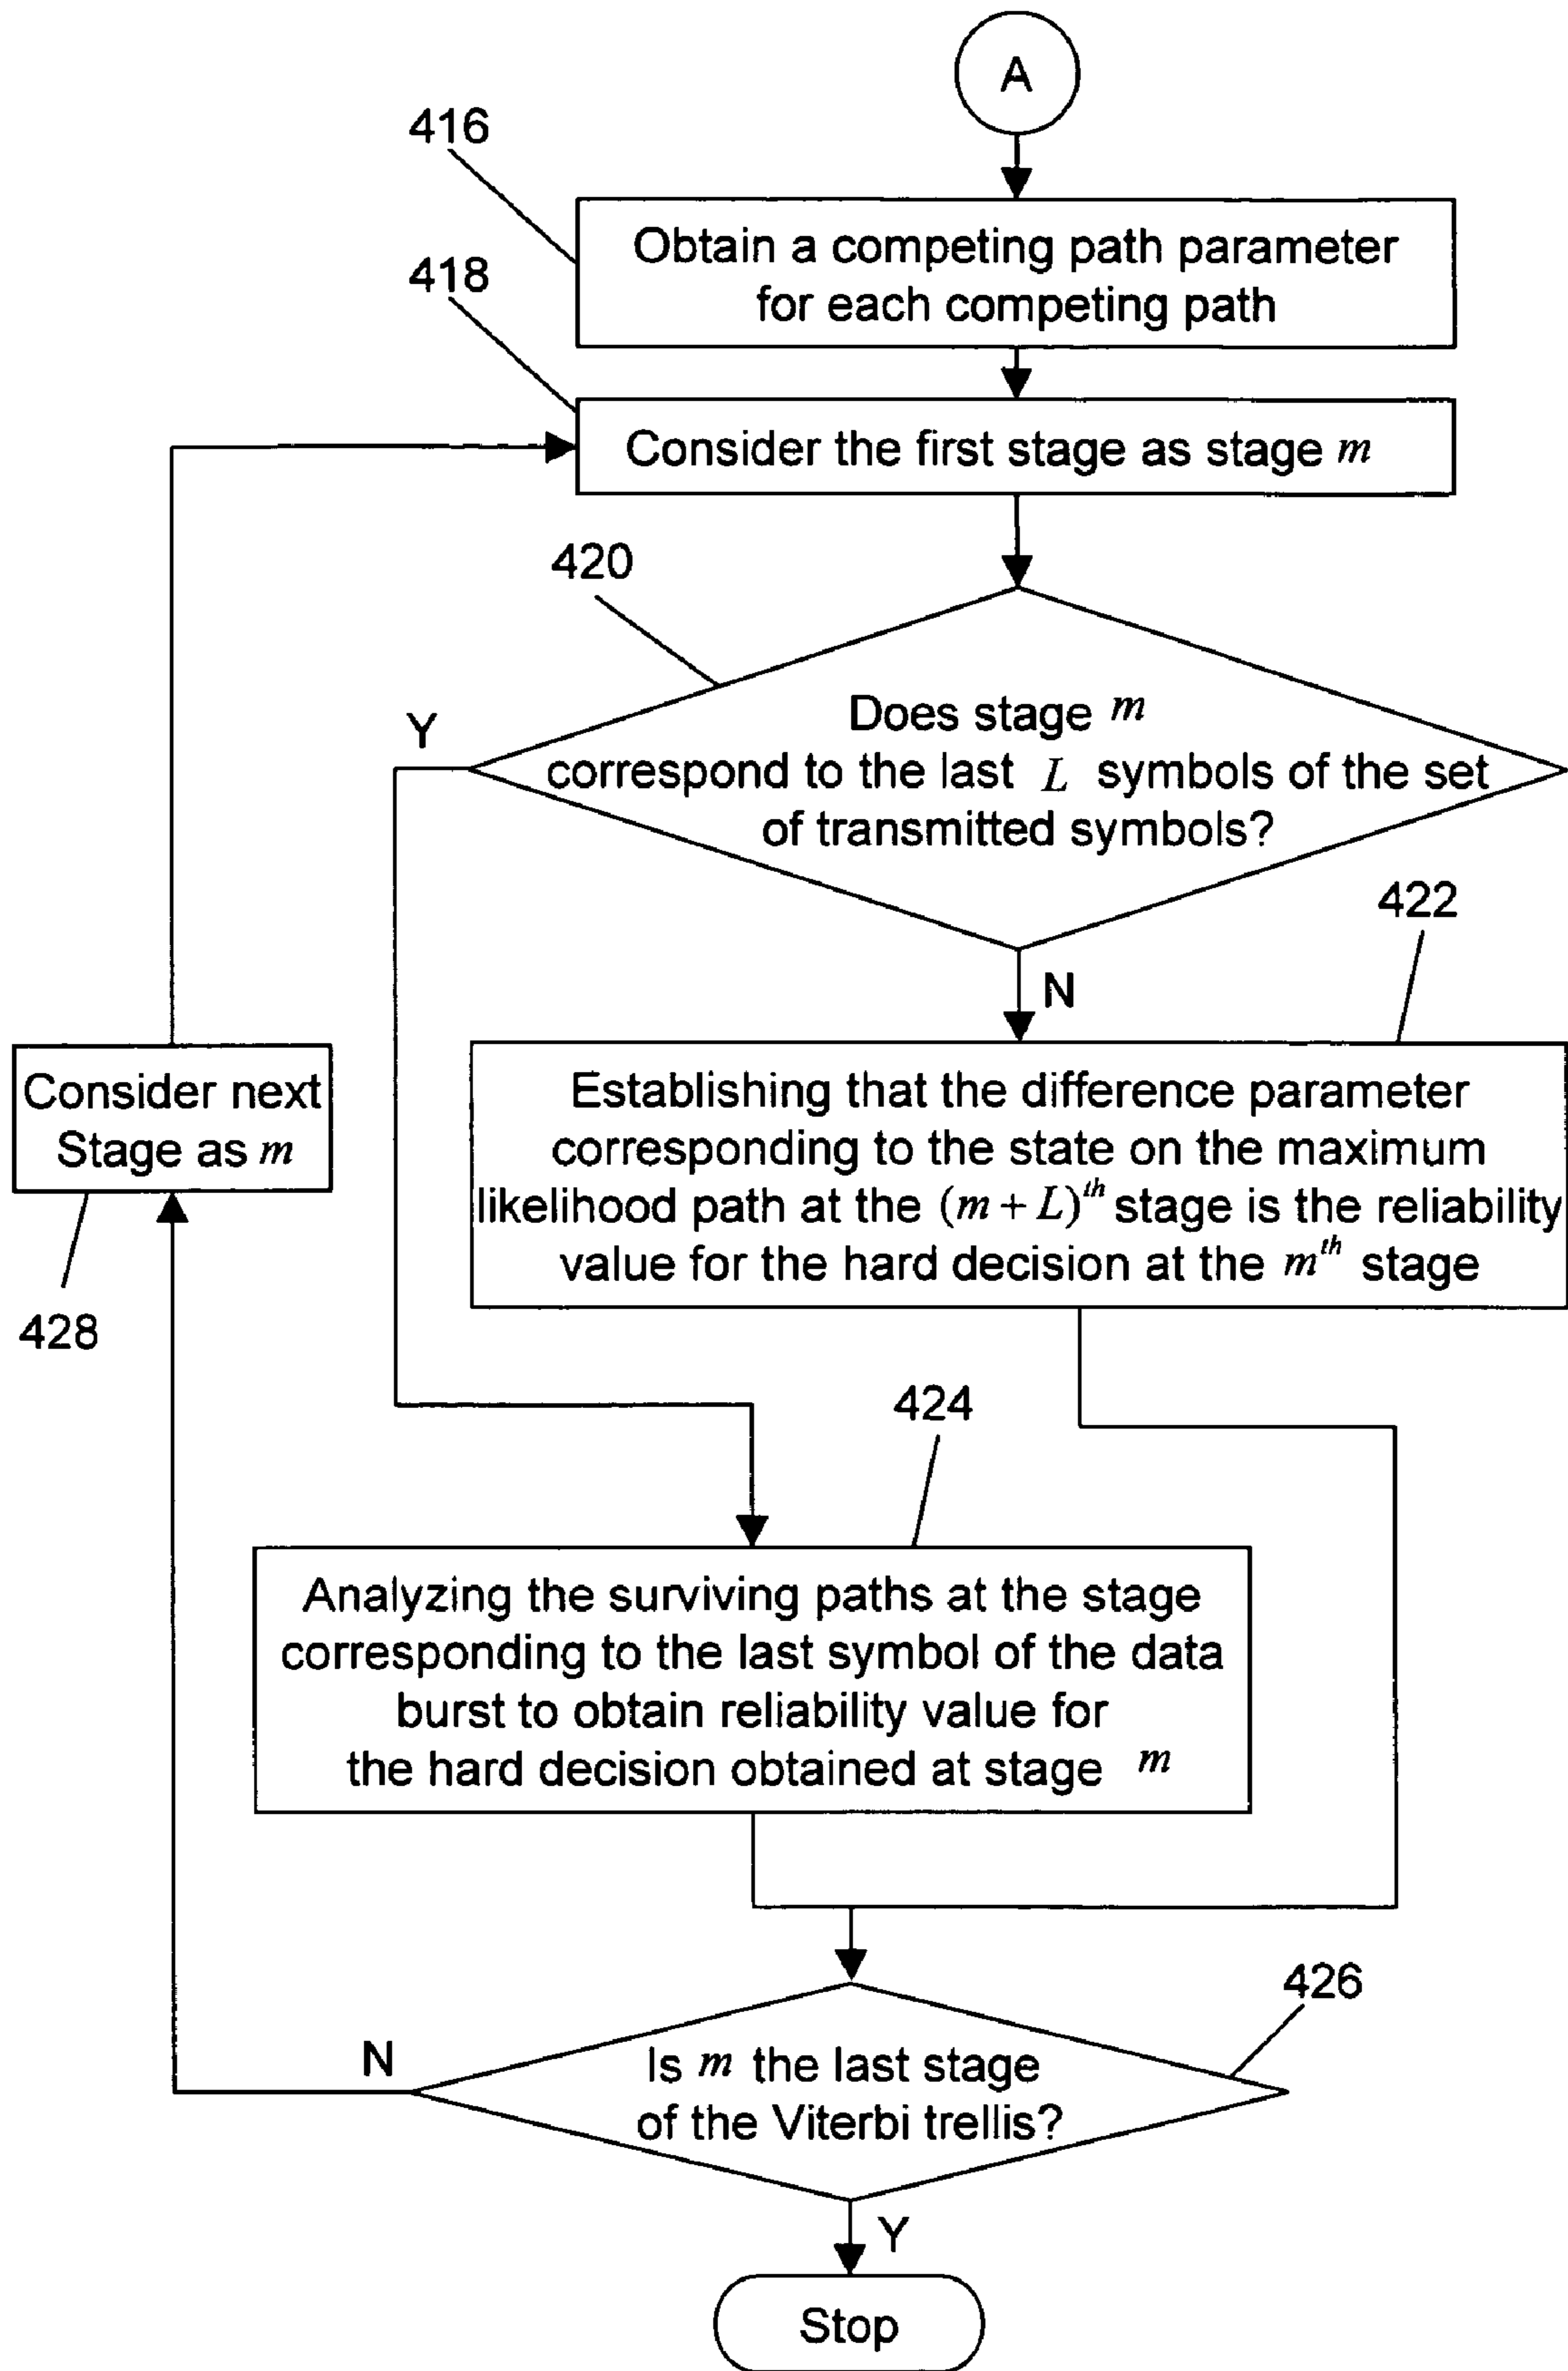 A
416
Obtain a competing path parameter
for each competing path
418
Consider the first stage as stage m
420
Does stage m
correspond to the last L symbols of the set
of transmitted symbols?
Y
N
422
Establishing that the difference parameter
corresponding to the state on the maximum
likelihood path at the (m + L)th stage is the reliability
value for the hard decision at the mth stage
Consider next
Stage as m
428
424
Analyzing the surviving paths at the stage
corresponding to the last symbol of the data
burst to obtain reliability value for
the hard decision obtained at stage m
426
Is m the last stage
of the Viterbi trellis?
N
Y
Stop